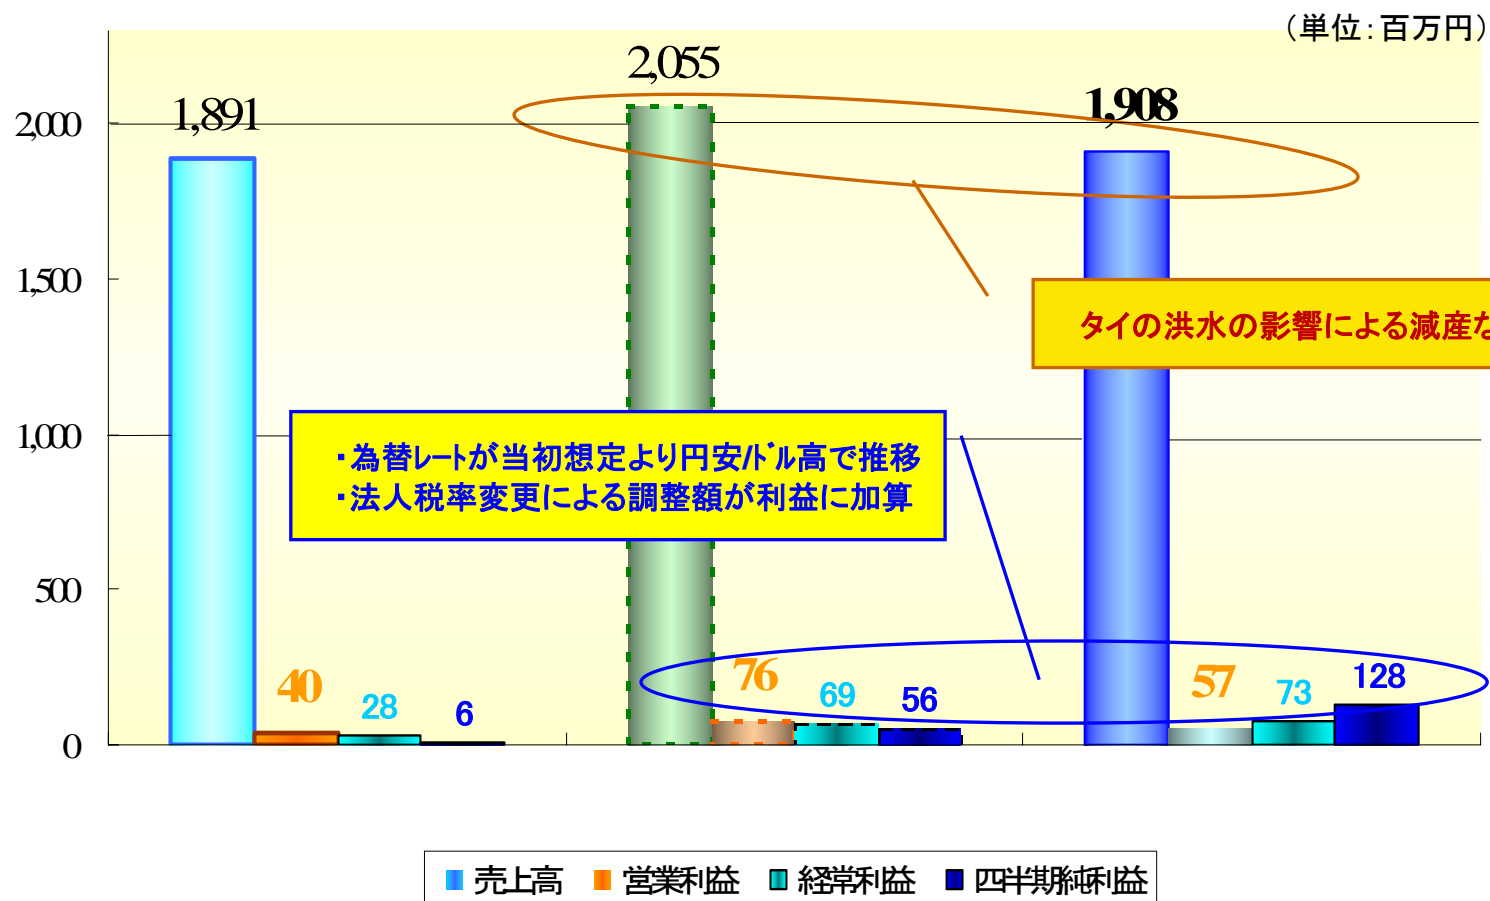 （単位：百万円）
2,055
1,891
1,908
2,000
1,500
タイの洪水の影響による減産な
1,000
・為替レートが当初想定より円安/ドル高で推移
・法人税率変更による調整額が利益に加算
500
40
28
6
76
69
56
57
73
128
0
売上高
営業利益
経常利益
四半期純利益